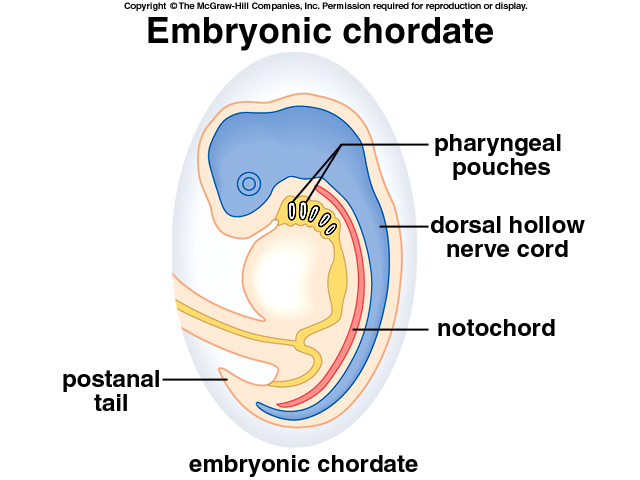 Copyright © The McGraw-Hill Companies, Inc. Permission required for reproduction or display.
Embryonic chordate
pharyngeal
pouches
dorsal hollow
nerve cord
notochord
postanal
tail
embryonic chordate